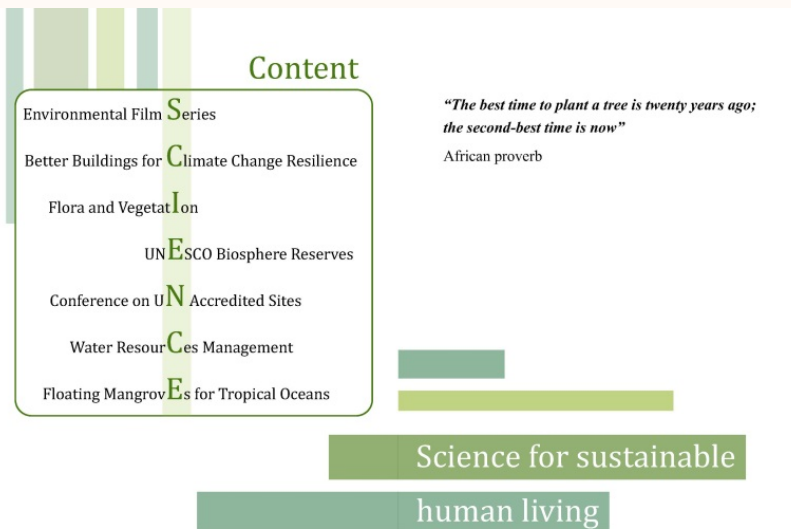 Content
Environmental Film Series
Better Buildings for Climate Change Resilience
Flora and VegetatIon
UNESCO Biosphere Reserves
Conference on UN Accredited Sites
Water ResourCes Management
Floating MangrovEs for Tropical Oceans
“The best time to plant a tree is twenty years ago;
the second-best time is now”
African proverb
Science for sustainable
human living